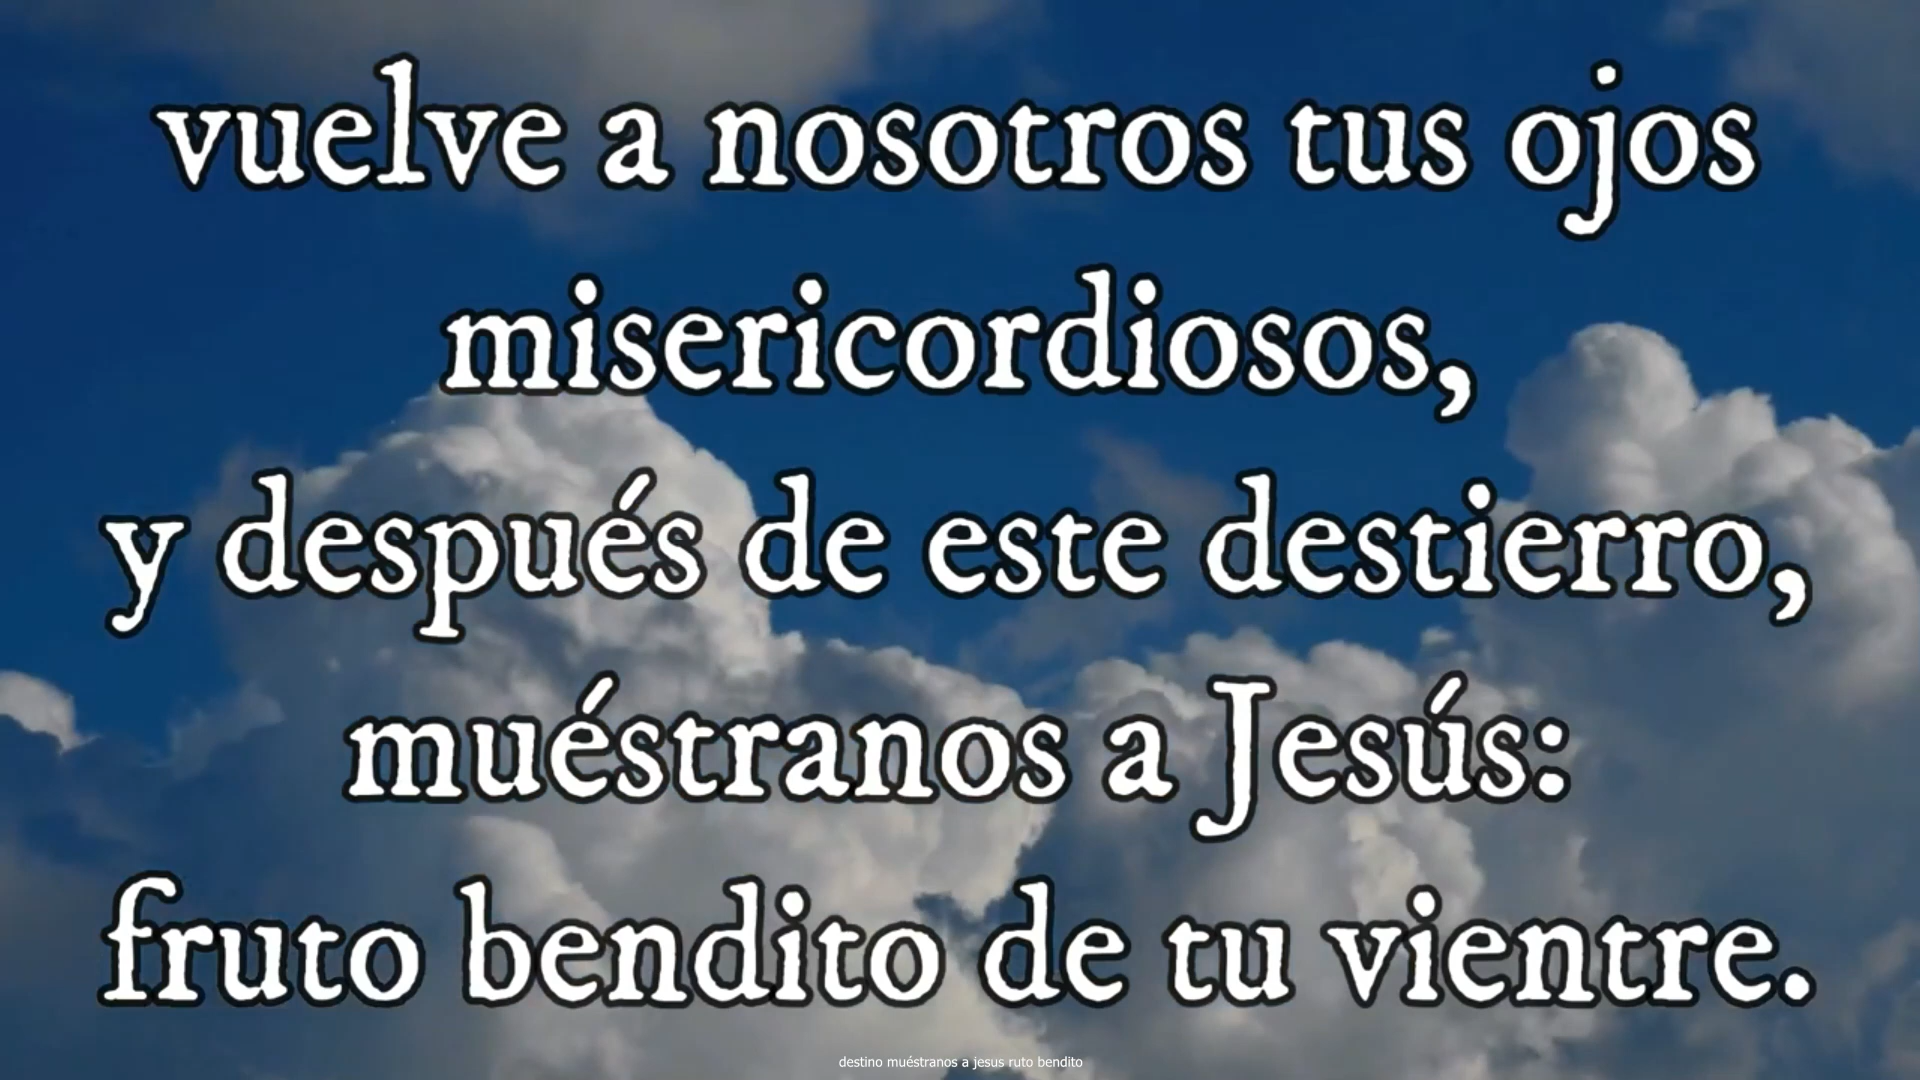 vuelve a nosotros tus ojos
misericordiosos,
y después de este destierro,
muéstranos a Jesús:
fruto bendito de tu vientre.
destino muéstranos a jesus ruto bendito